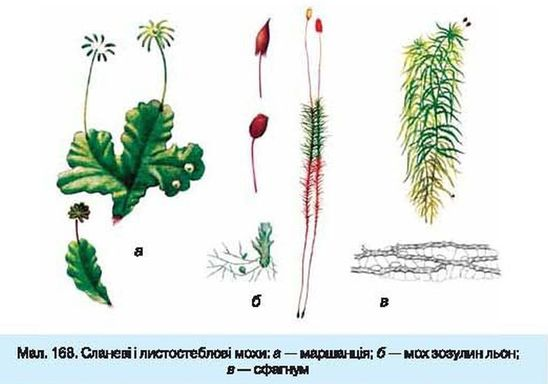 а
б
в
Мал. 168. Сланеві і листостеблові мохи: а — маршанція; б — мох зозулин льон;
в — сфагнум